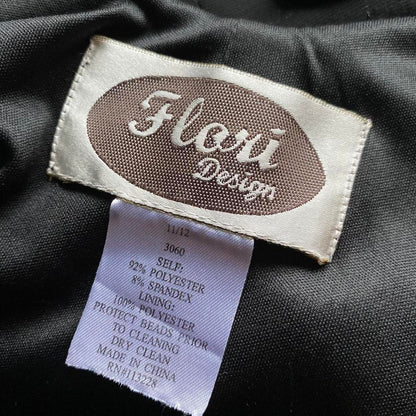 Flori
Design
11/12
3060
SELF:
92% POLYESTER
8% SPANDEX
LINING:
100% POLYESTER
PROTECT BEADS PRIOR
TO CLEANING
DRY CLEAN
MADE IN CHINA
RN#113228